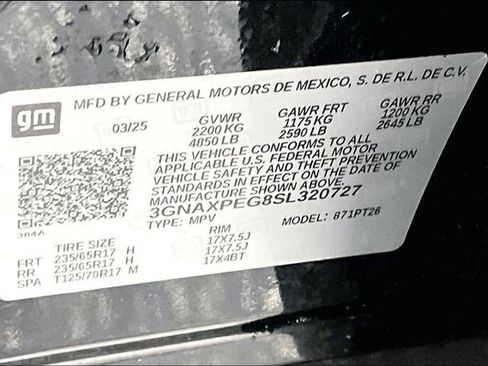 gm
MFD BY GENERAL MOTORS DE MEXICO, S. DE R.L. DE C.V.
03/25 GVWR GAWR FRT GAWR RR
2200 KG 1175 KG 1200 KG
4850 LB 2590 LB 2645 LB
THIS VEHICLE CONFORMS TO ALL
APPLICABLE U.S. FEDERAL MOTOR
VEHICLE SAFETY AND THEFT PREVENTION
STANDARDS IN EFFECT ON THE DATE OF
MANUFACTURE SHOWN ABOVE.
3GNAXPEG8SL320727
TYPE: MPV MODEL: 871PT26
TIRE SIZE RIM
FRT 235/65R17 H 17X7.5J
RR 235/65R17 H 17X7.5J
SPA T125/70R17 M 17X4BT